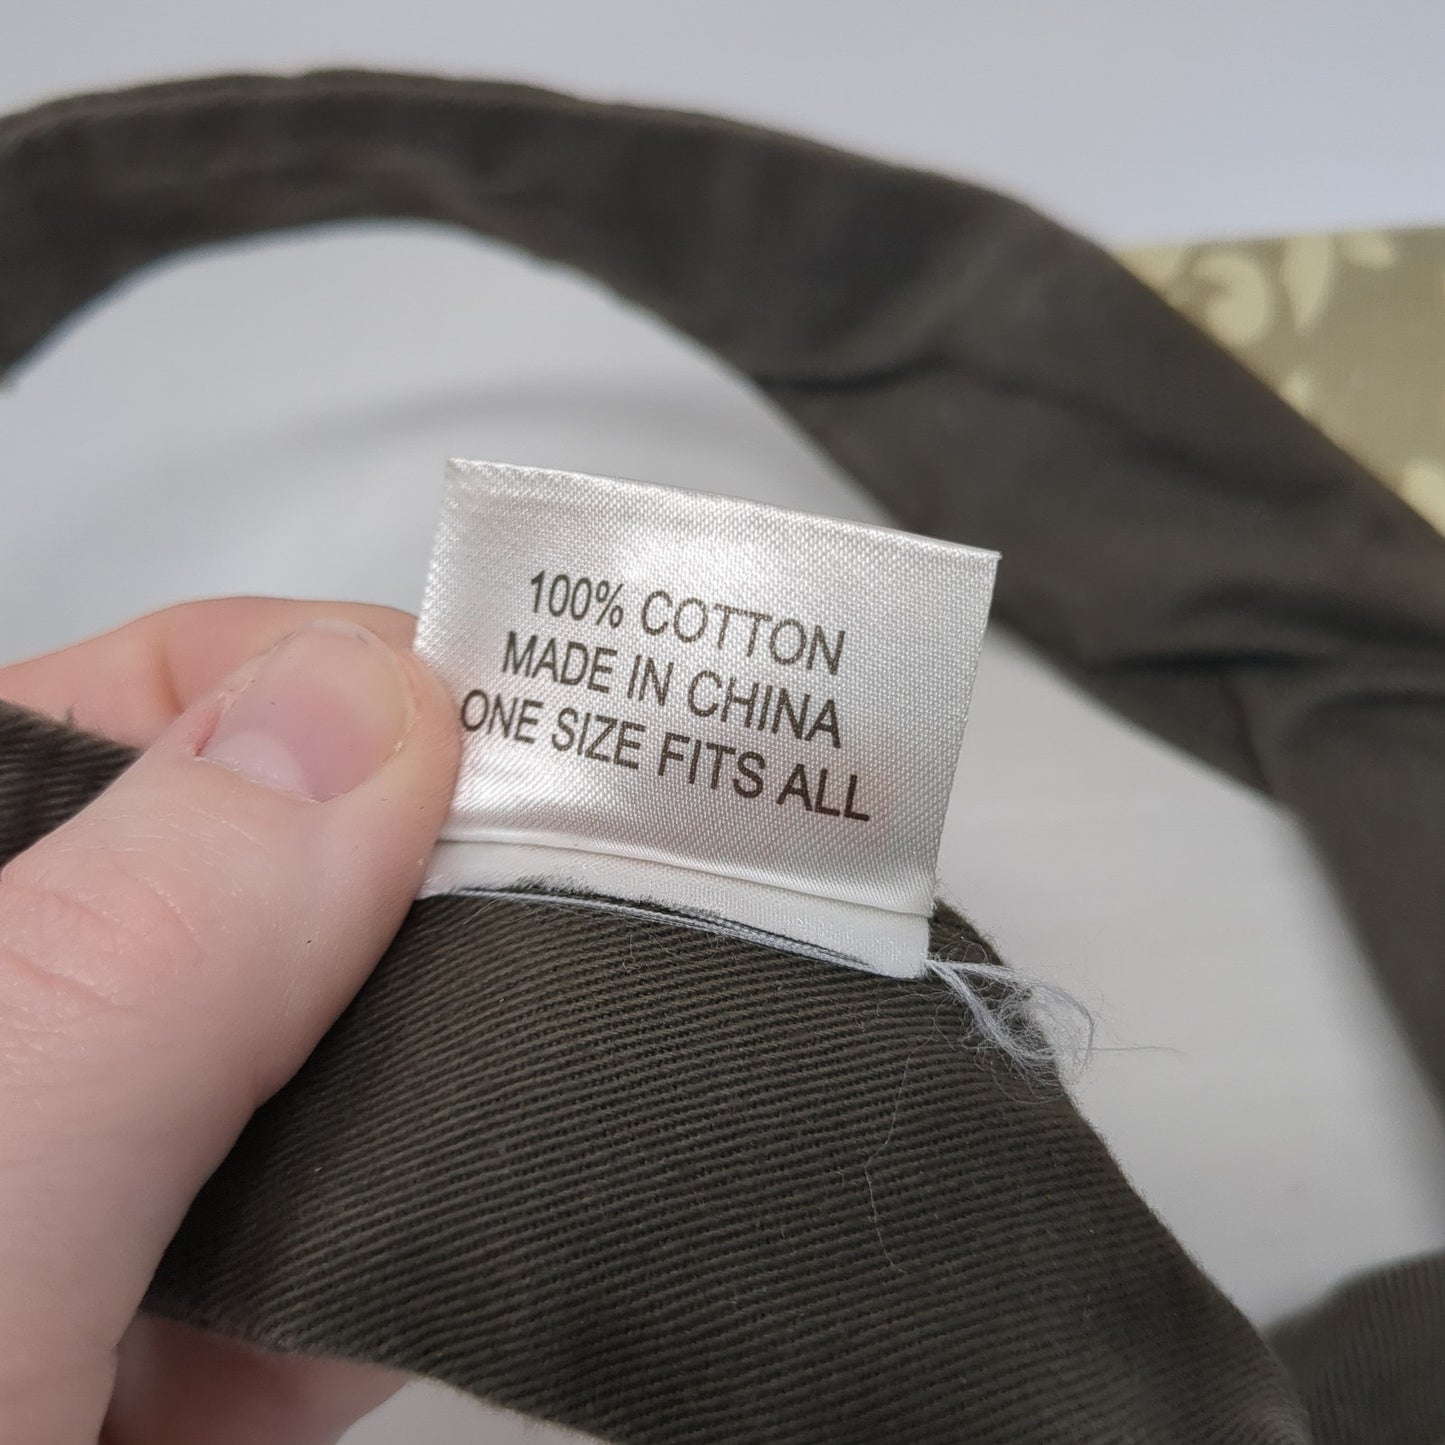 100% COTTON
MADE IN CHINA
ONE SIZE FITS ALL